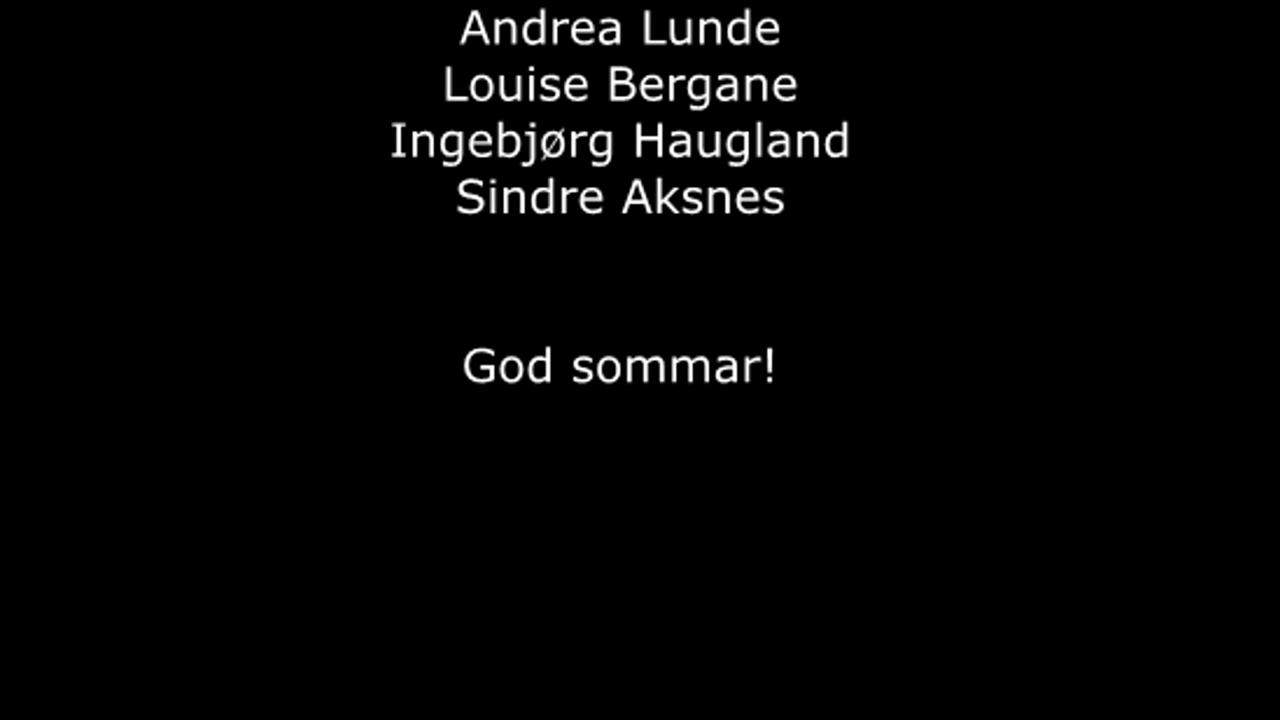 Andrea Lunde
Louise Bergane
Ingebjørg Haugland
Sindre Aksnes
God sommar!